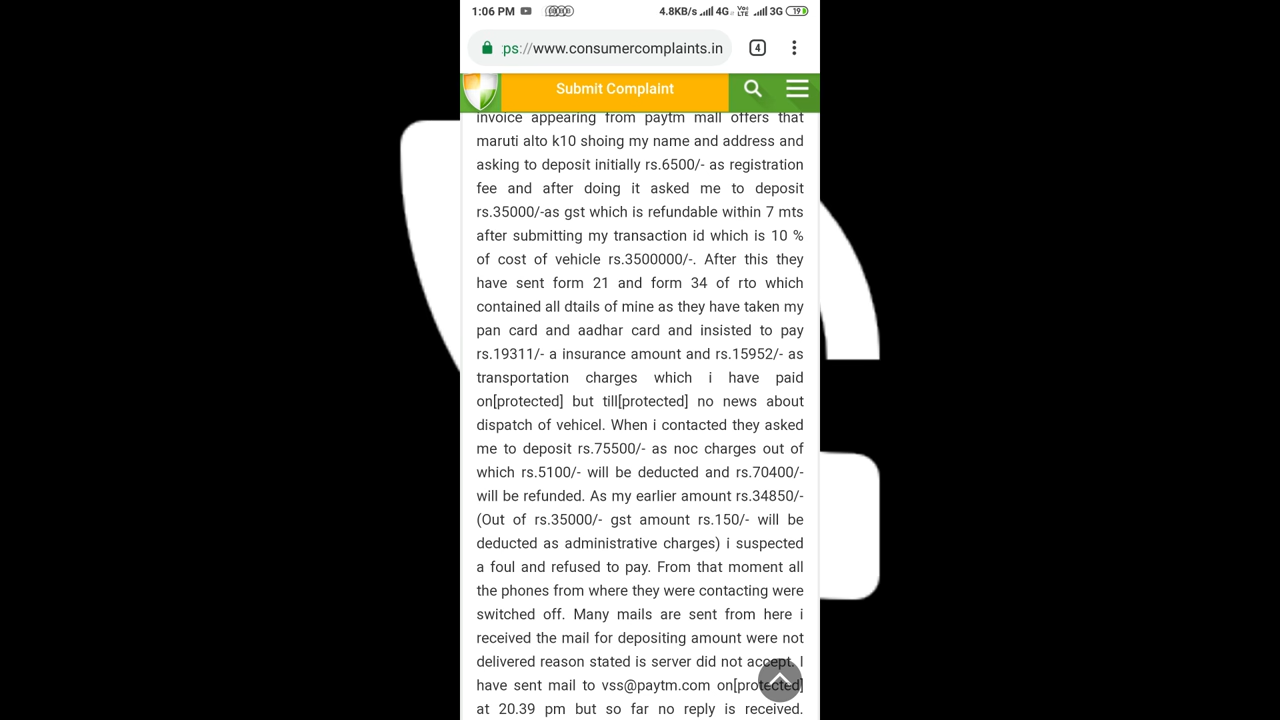 1:06 PM 4.8KB/s 4G Vo LTE 3G 19
ps://www.consumercomplaints.in 4
Submit Complaint
invoice appearing from paytm mall offers that
maruti alto k10 shoing my name and address and
asking to deposit initially rs.6500/- as registration
fee and after doing it asked me to deposit
rs.35000/-as gst which is refundable within 7 mts
after submitting my transaction id which is 10 %
of cost of vehicle rs.3500000/-. After this they
have sent form 21 and form 34 of rto which
contained all dtails of mine as they have taken my
pan card and aadhar card and insisted to pay
rs.19311/- a insurance amount and rs.15952/- as
transportation charges which i have paid
on[protected] but till[protected] no news about
dispatch of vehicel. When i contacted they asked
me to deposit rs.75500/- as noc charges out of
which rs.5100/- will be deducted and rs.70400/-
will be refunded. As my earlier amount rs.34850/-
(Out of rs.35000/- gst amount rs.150/- will be
deducted as administrative charges) i suspected
a foul and refused to pay. From that moment all
the phones from where they were contacting were
switched off. Many mails are sent from here i
received the mail for depositing amount were not
delivered reason stated is server did not accept. I
have sent mail to vss@paytm.com on[protected]
at 20.39 pm but so far no reply is received.